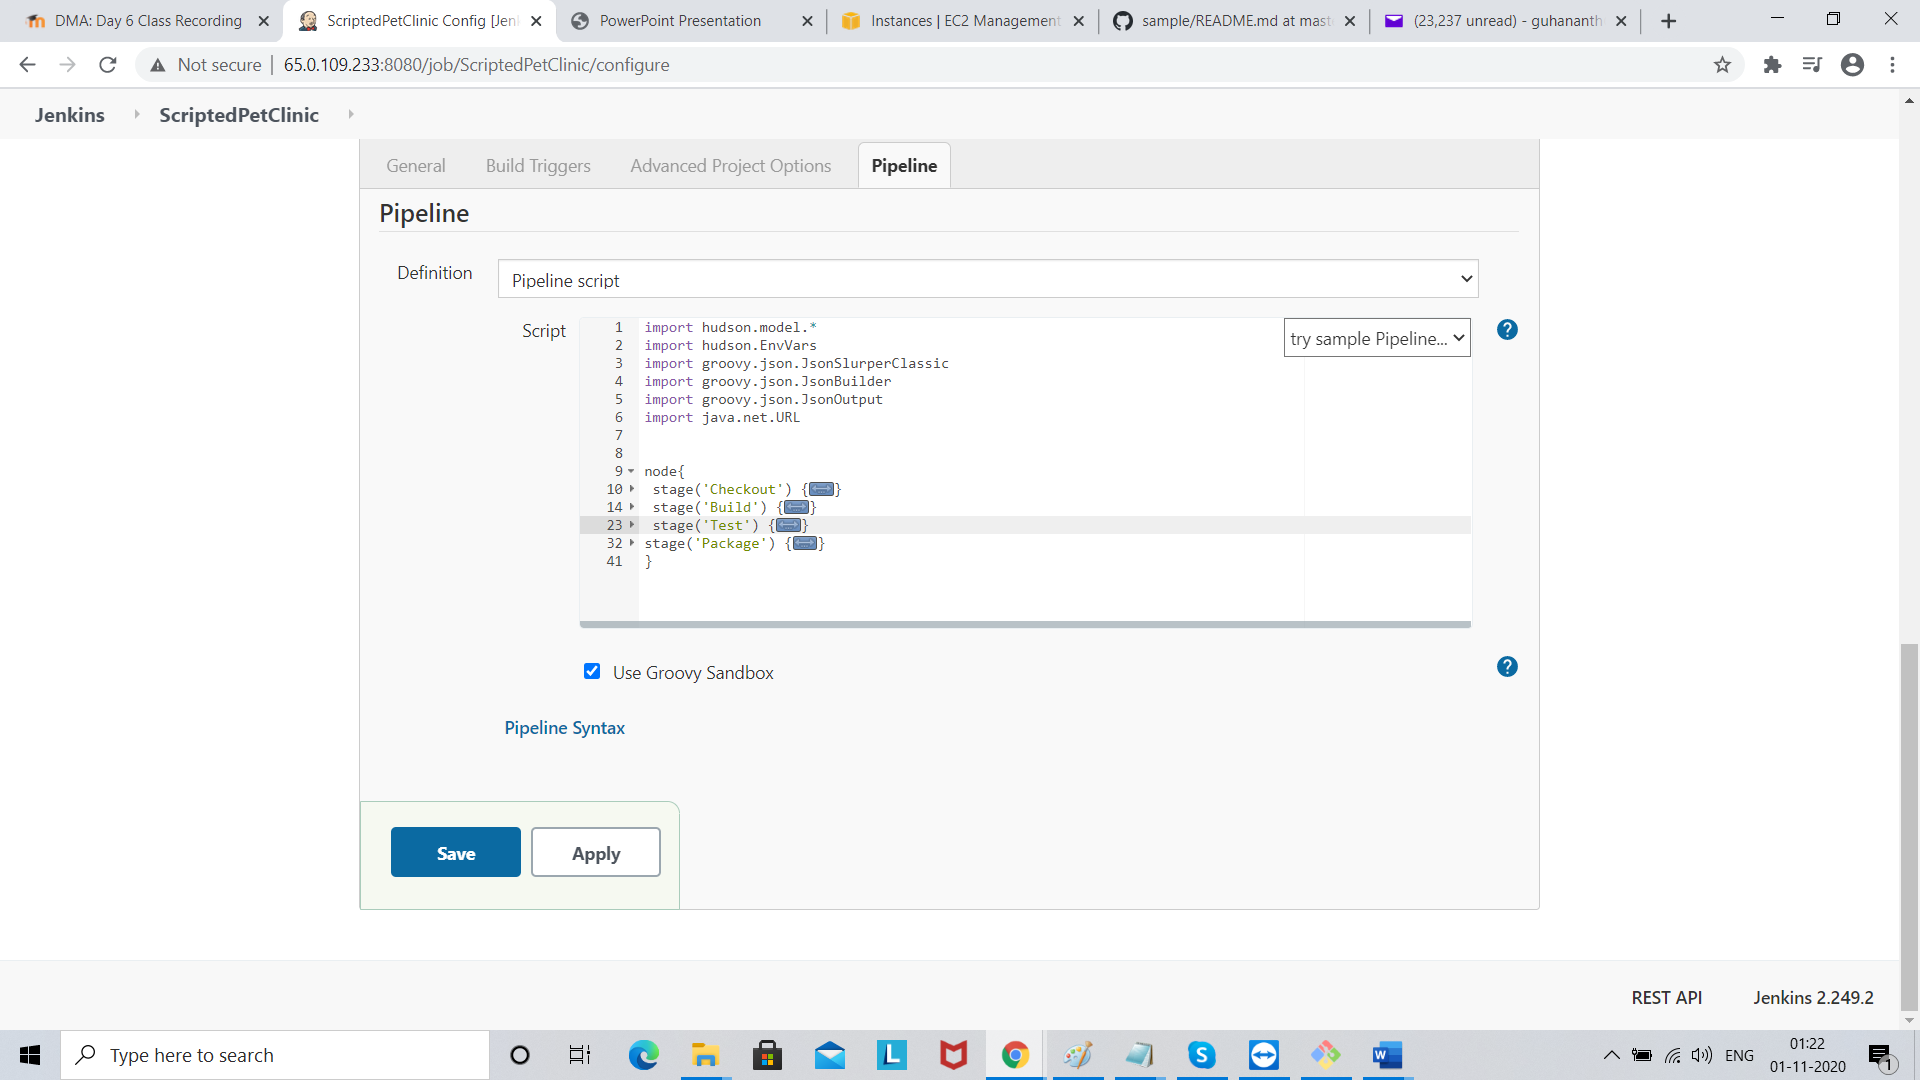 DMA: Day 6 Class Recording
ScriptedPetClinic Config [Jen
PowerPoint Presentation
Instances | EC2 Management
sample/README.md at mast
(23,237 unread) - guhananth
Not secure
65.0.109.233:8080/job/ScriptedPetClinic/configure
Jenkins
ScriptedPetClinic
General
Build Triggers
Advanced Project Options
Pipeline
Pipeline
Definition
Pipeline script
Script
try sample Pipeline...
1 import hudson.model.*
2 import hudson.EnvVars
3 import groovy.json.JsonSlurperClassic
4 import groovy.json.JsonBuilder
5 import groovy.json.JsonOutput
6 import java.net.URL
7
8
9 node{
10 stage('Checkout') {}
14 stage('Build') {}
23 stage('Test') {}
32 stage('Package') {}
41 }
Use Groovy Sandbox
Pipeline Syntax
Save
Apply
REST API
Jenkins 2.249.2
Type here to search
ENG
01:22
01-11-2020
1